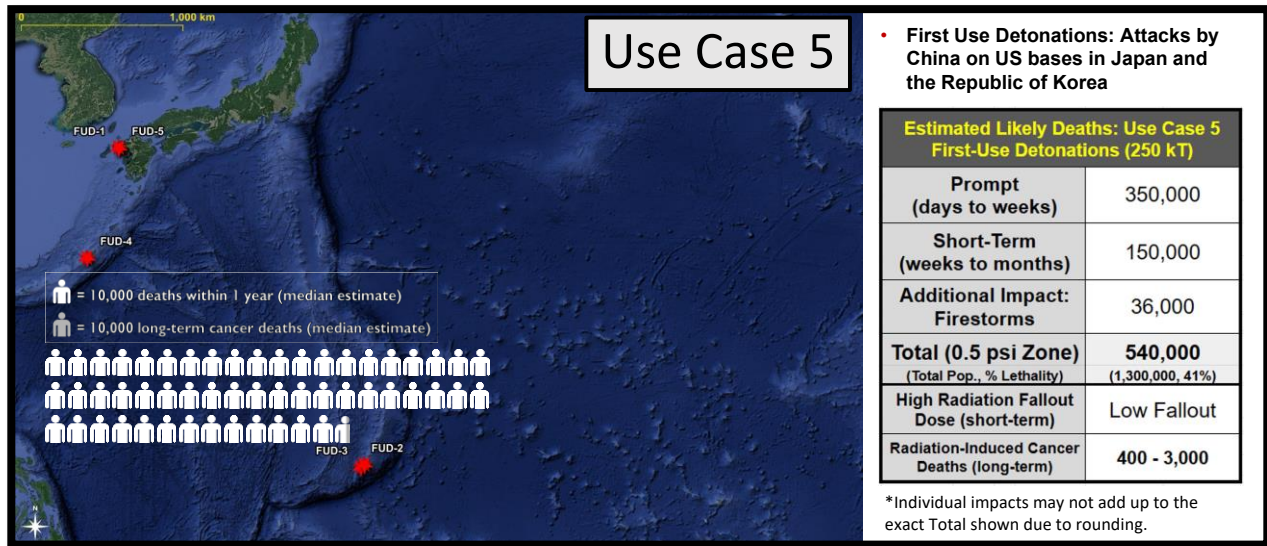 0
1,000 km
Use Case 5
FUD-1
FUD-5
FUD-4
= 10,000 deaths within 1 year (median estimate)
= 10,000 long-term cancer deaths (median estimate)
FUD-3
FUD-2
N
• First Use Detonations: Attacks by
China on US bases in Japan and
the Republic of Korea
Estimated Likely Deaths: Use Case 5
First-Use Detonations (250 kT)
Prompt
(days to weeks)
350,000
Short-Term
(weeks to months)
150,000
Additional Impact:
Firestorms
36,000
Total (0.5 psi Zone)
540,000
(Total Pop., % Lethality)
(1,300,000, 41%)
High Radiation Fallout
Dose (short-term)
Low Fallout
Radiation-Induced Cancer
Deaths (long-term)
400 - 3,000
*Individual impacts may not add up to the
exact Total shown due to rounding.